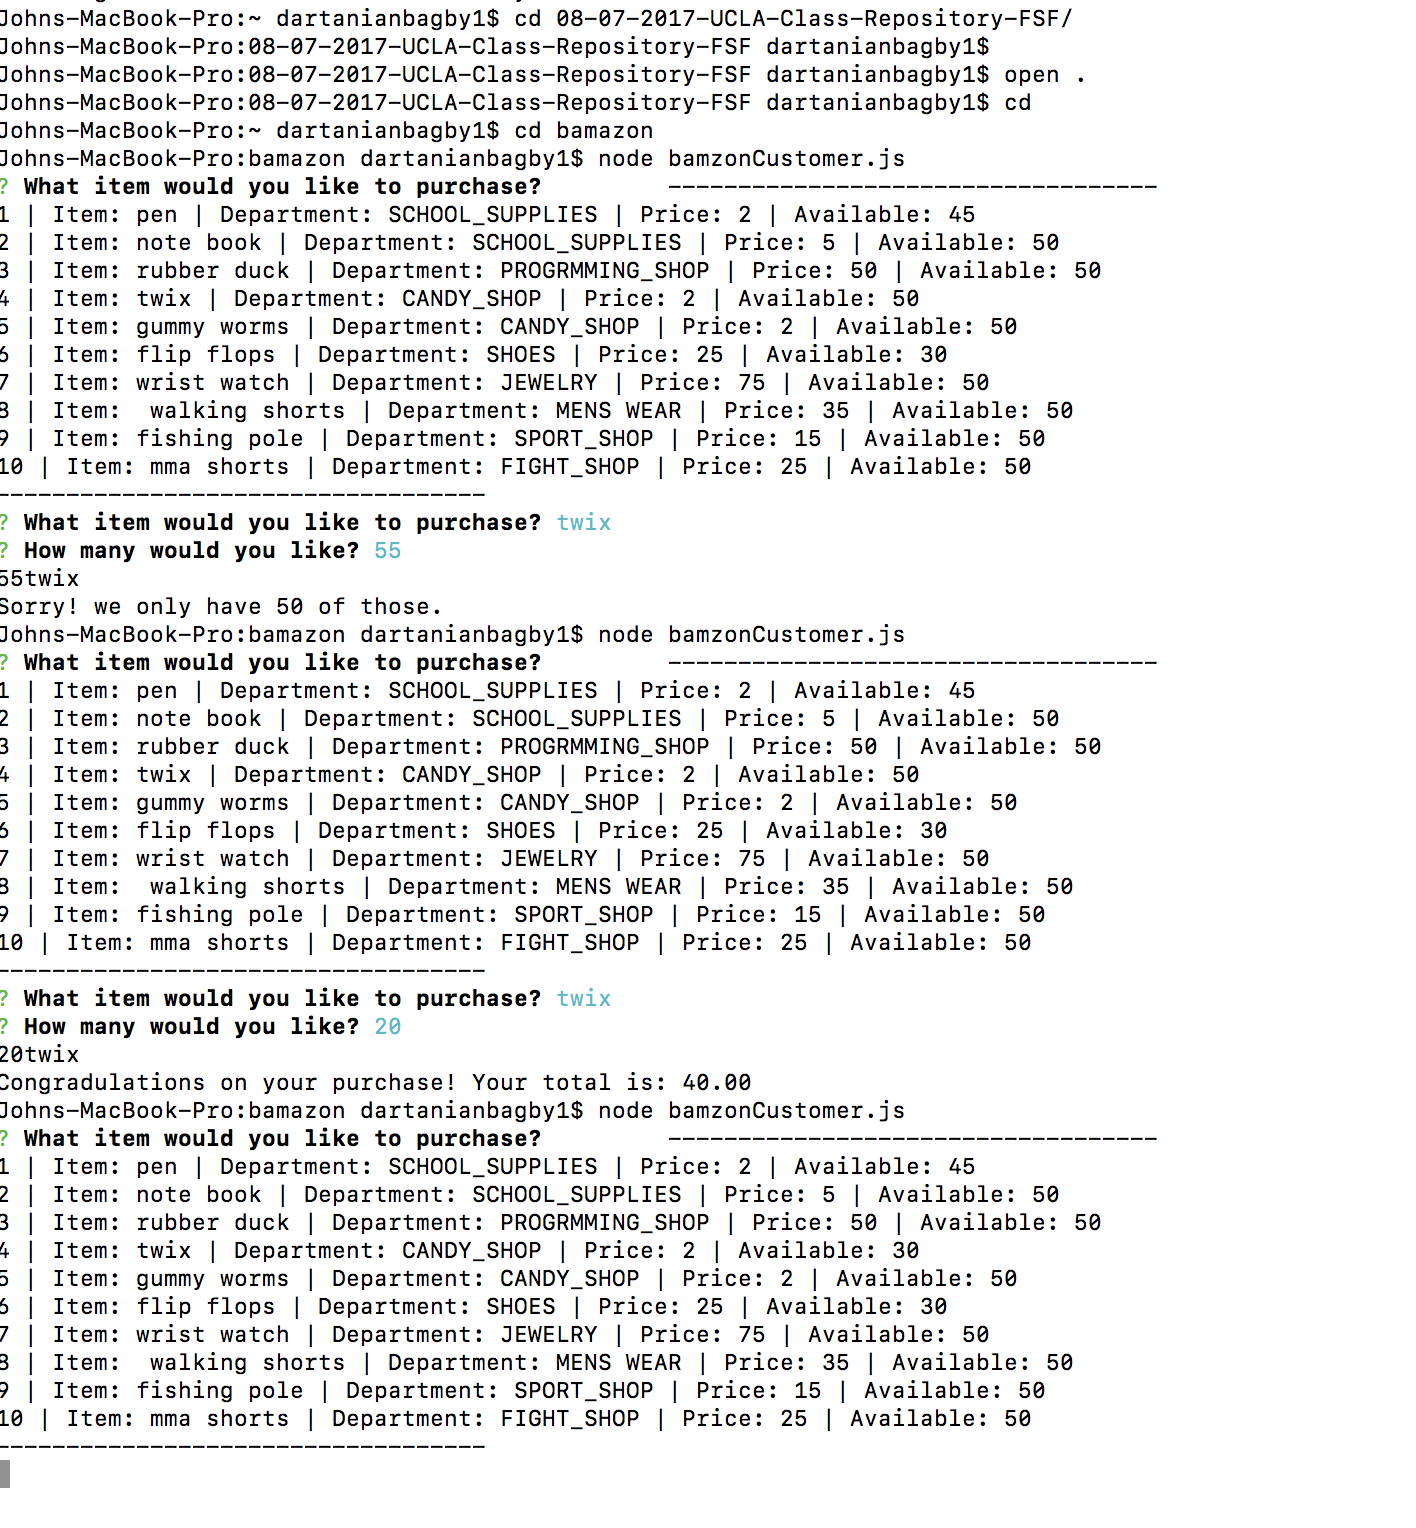 Johns-MacBook-Pro:~ dartanianbagby1$ cd 08-07-2017-UCLA-Class-Repository-FSF/
Johns-MacBook-Pro:08-07-2017-UCLA-Class-Repository-FSF dartanianbagby1$
Johns-MacBook-Pro:08-07-2017-UCLA-Class-Repository-FSF dartanianbagby1$ open .
Johns-MacBook-Pro:08-07-2017-UCLA-Class-Repository-FSF dartanianbagby1$ cd
Johns-MacBook-Pro:~ dartanianbagby1$ cd bamazon
Johns-MacBook-Pro:bamazon dartanianbagby1$ node bamzonCustomer.js
? What item would you like to purchase?         -----------------------------------
1 | Item: pen | Department: SCHOOL_SUPPLIES | Price: 2 | Available: 45
2 | Item: note book | Department: SCHOOL_SUPPLIES | Price: 5 | Available: 50
3 | Item: rubber duck | Department: PROGRMMING_SHOP | Price: 50 | Available: 50
4 | Item: twix | Department: CANDY_SHOP | Price: 2 | Available: 50
5 | Item: gummy worms | Department: CANDY_SHOP | Price: 2 | Available: 50
6 | Item: flip flops | Department: SHOES | Price: 25 | Available: 30
7 | Item: wrist watch | Department: JEWELRY | Price: 75 | Available: 50
8 | Item:  walking shorts | Department: MENS WEAR | Price: 35 | Available: 50
9 | Item: fishing pole | Department: SPORT_SHOP | Price: 15 | Available: 50
10 | Item: mma shorts | Department: FIGHT_SHOP | Price: 25 | Available: 50
-----------------------------------
? What item would you like to purchase? twix
? How many would you like? 55
55twix
Sorry! we only have 50 of those.
Johns-MacBook-Pro:bamazon dartanianbagby1$ node bamzonCustomer.js
? What item would you like to purchase?         -----------------------------------
1 | Item: pen | Department: SCHOOL_SUPPLIES | Price: 2 | Available: 45
2 | Item: note book | Department: SCHOOL_SUPPLIES | Price: 5 | Available: 50
3 | Item: rubber duck | Department: PROGRMMING_SHOP | Price: 50 | Available: 50
4 | Item: twix | Department: CANDY_SHOP | Price: 2 | Available: 50
5 | Item: gummy worms | Department: CANDY_SHOP | Price: 2 | Available: 50
6 | Item: flip flops | Department: SHOES | Price: 25 | Available: 30
7 | Item: wrist watch | Department: JEWELRY | Price: 75 | Available: 50
8 | Item:  walking shorts | Department: MENS WEAR | Price: 35 | Available: 50
9 | Item: fishing pole | Department: SPORT_SHOP | Price: 15 | Available: 50
10 | Item: mma shorts | Department: FIGHT_SHOP | Price: 25 | Available: 50
-----------------------------------
? What item would you like to purchase? twix
? How many would you like? 20
20twix
Congradulations on your purchase! Your total is: 40.00
Johns-MacBook-Pro:bamazon dartanianbagby1$ node bamzonCustomer.js
? What item would you like to purchase?         -----------------------------------
1 | Item: pen | Department: SCHOOL_SUPPLIES | Price: 2 | Available: 45
2 | Item: note book | Department: SCHOOL_SUPPLIES | Price: 5 | Available: 50
3 | Item: rubber duck | Department: PROGRMMING_SHOP | Price: 50 | Available: 50
4 | Item: twix | Department: CANDY_SHOP | Price: 2 | Available: 30
5 | Item: gummy worms | Department: CANDY_SHOP | Price: 2 | Available: 50
6 | Item: flip flops | Department: SHOES | Price: 25 | Available: 30
7 | Item: wrist watch | Department: JEWELRY | Price: 75 | Available: 50
8 | Item:  walking shorts | Department: MENS WEAR | Price: 35 | Available: 50
9 | Item: fishing pole | Department: SPORT_SHOP | Price: 15 | Available: 50
10 | Item: mma shorts | Department: FIGHT_SHOP | Price: 25 | Available: 50
-----------------------------------